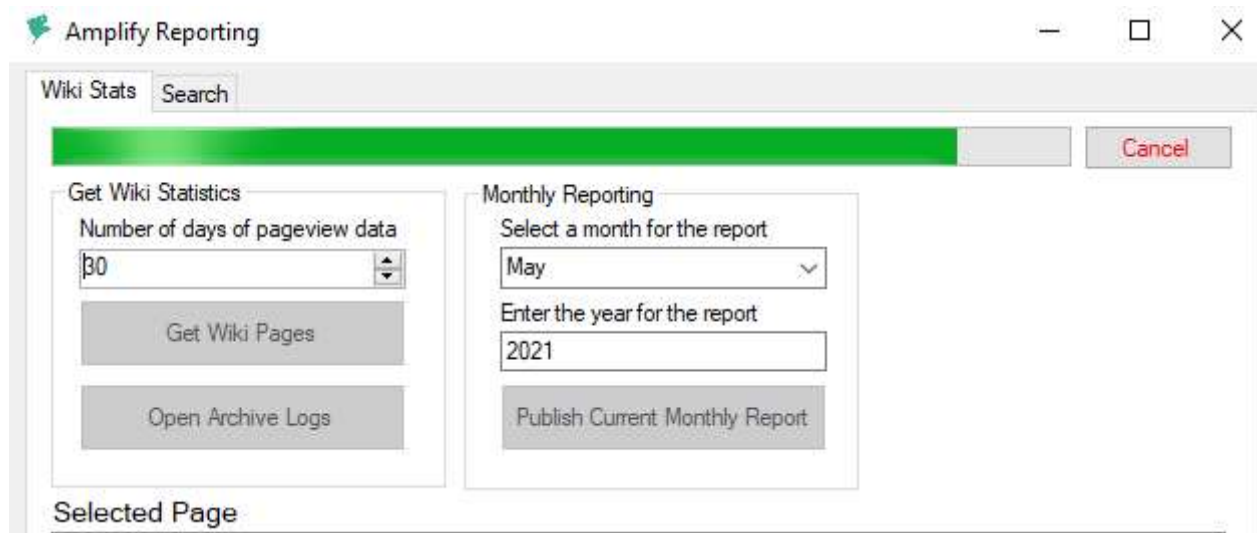 Amplify Reporting
Wiki Stats Search
Cancel
Get Wiki Statistics
Number of days of pageview data
30
Get Wiki Pages
Open Archive Logs
Monthly Reporting
Select a month for the report
May
Enter the year for the report
2021
Publish Current Monthly Report
Selected Page